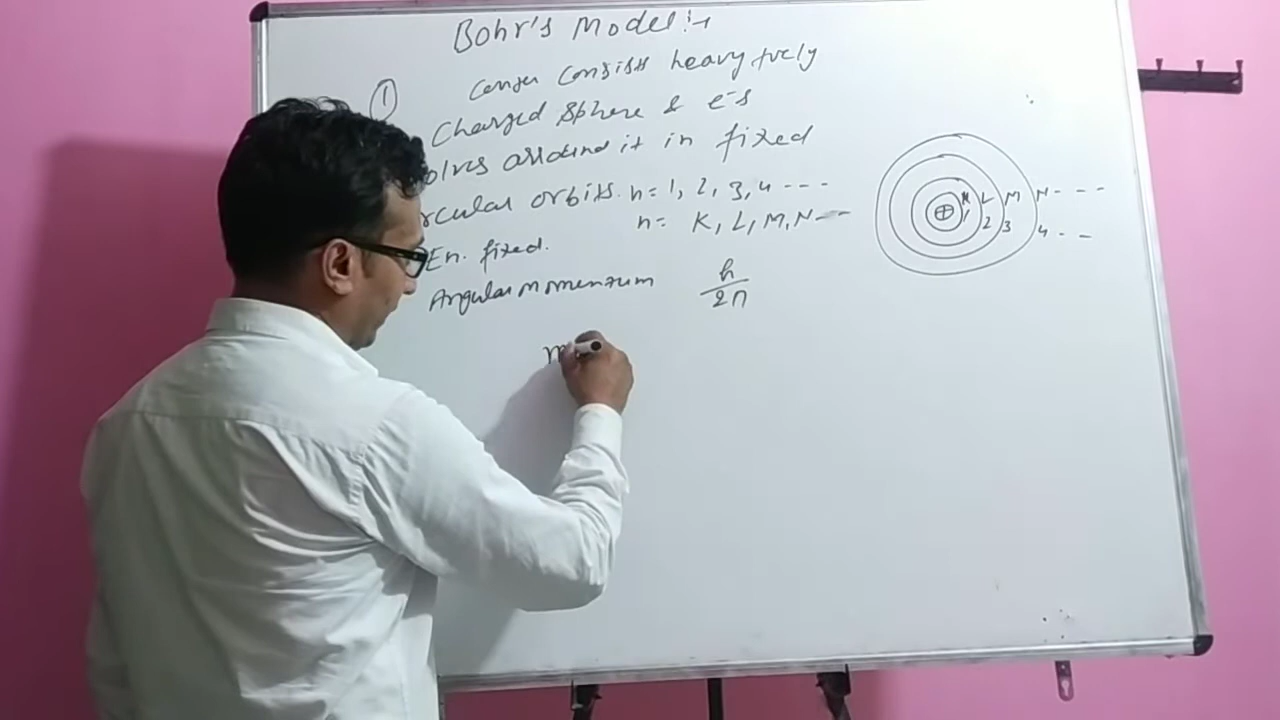 Bohr's Model:→
① Center consists heavy +vely
Charged sphere & e⁻s
olves around it in fixed
rcular orbits. n = 1, 2, 3, 4 - - -
n = K, L, M, N - - -
En. fixed.
Angular momentum h/2π
m
+ K L M N - - - -
1 2 3 4 - -